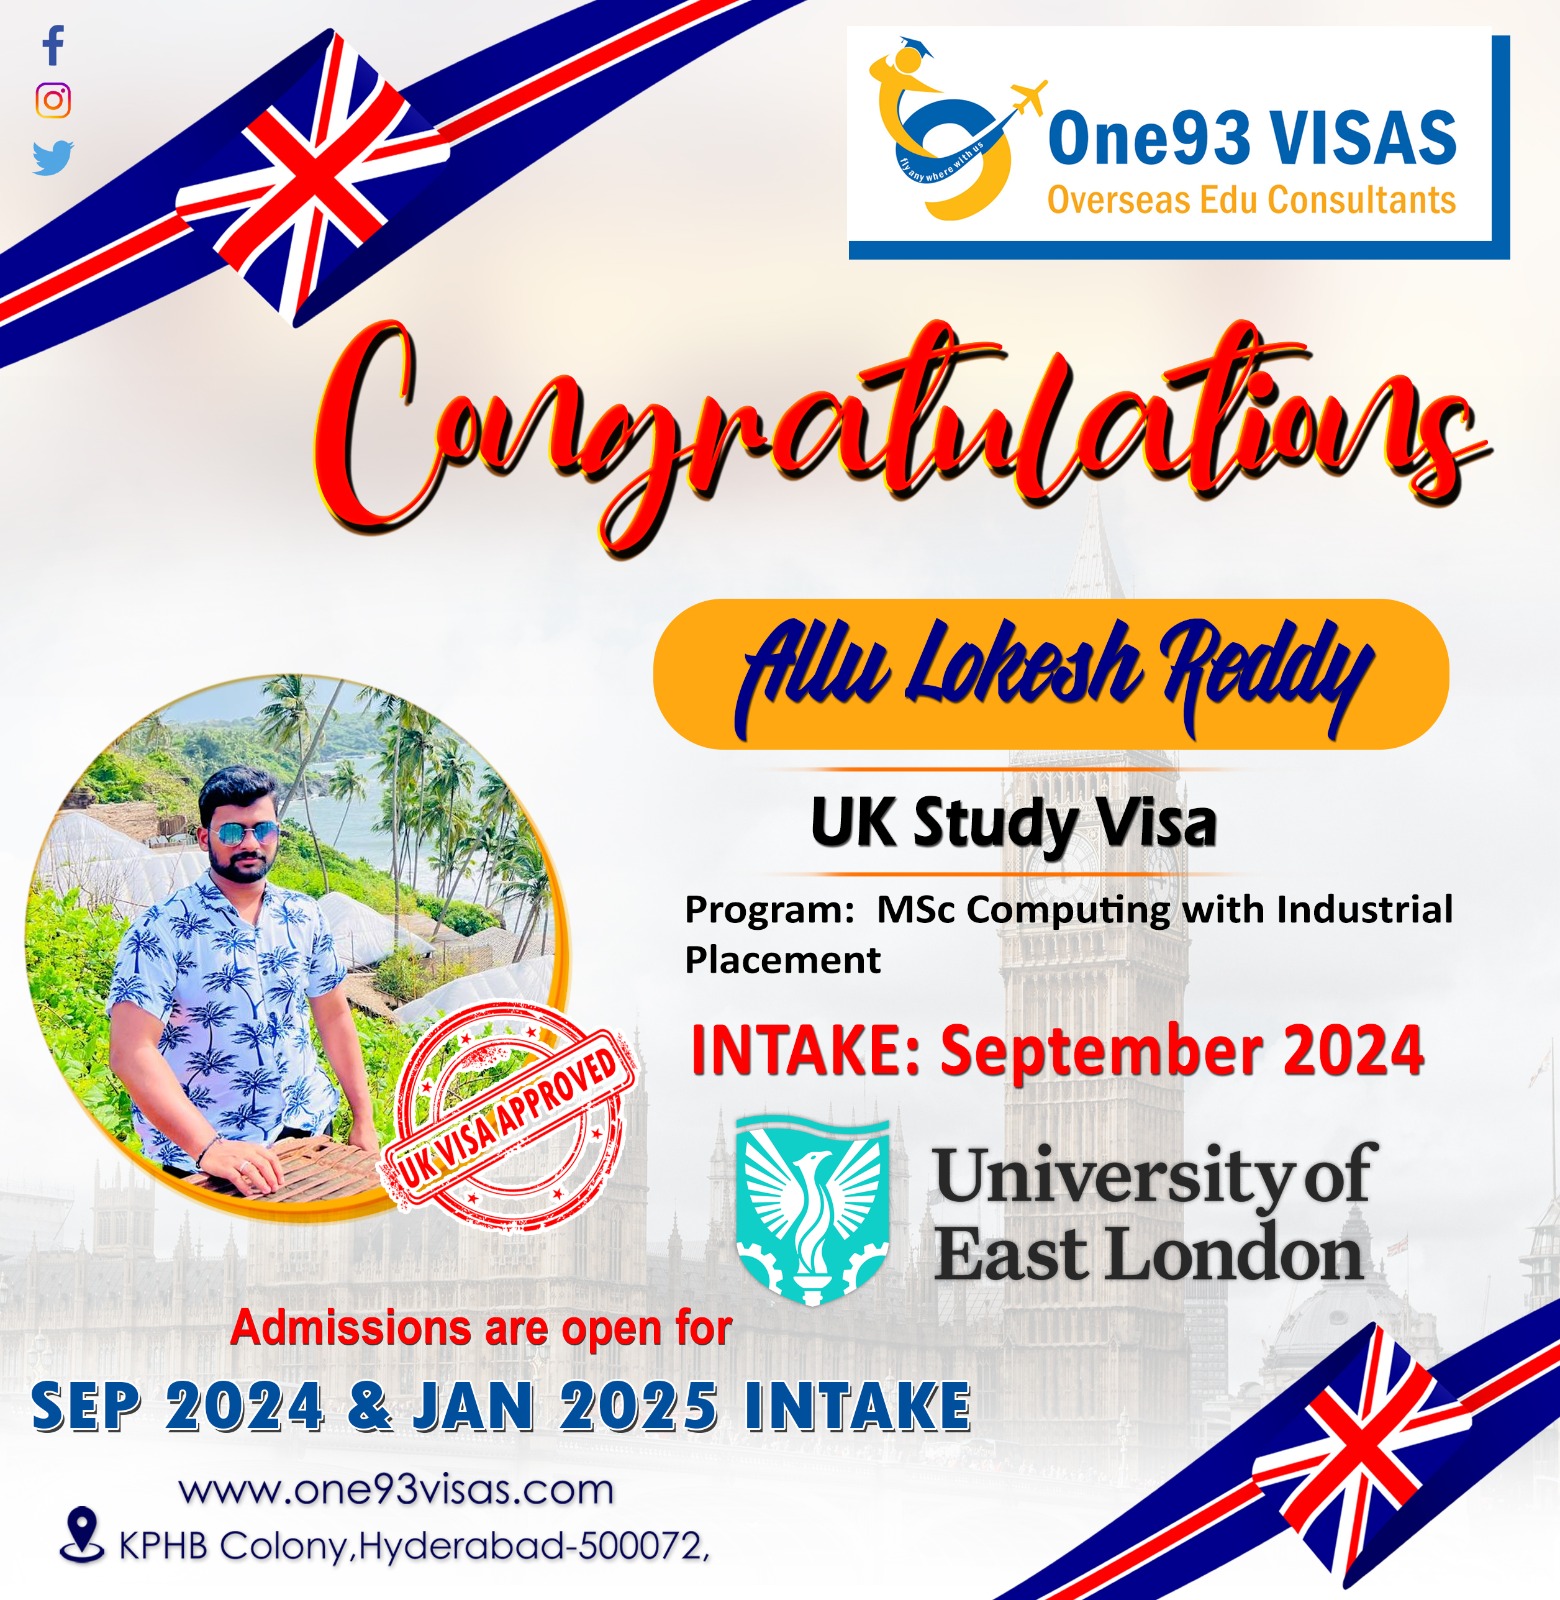 fly any where with us
One93 VISAS
Overseas Edu Consultants
Congratulations
Allu Lokesh Reddy
UK Study Visa
Program: MSc Computing with Industrial
Placement
INTAKE: September 2024
UK VISA APPROVED
University of
East London
Admissions are open for
SEP 2024 & JAN 2025 INTAKE
www.one93visas.com
KPHB Colony,Hyderabad-500072,